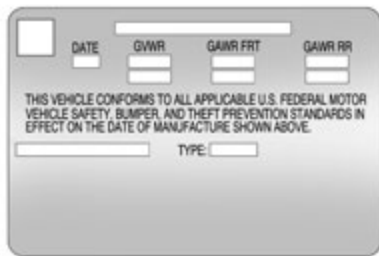 DATE GVWR GAWR FRT GAWR RR
THIS VEHICLE CONFORMS TO ALL APPLICABLE U.S. FEDERAL MOTOR
VEHICLE SAFETY, BUMPER, AND THEFT PREVENTION STANDARDS IN
EFFECT ON THE DATE OF MANUFACTURE SHOWN ABOVE.
TYPE: